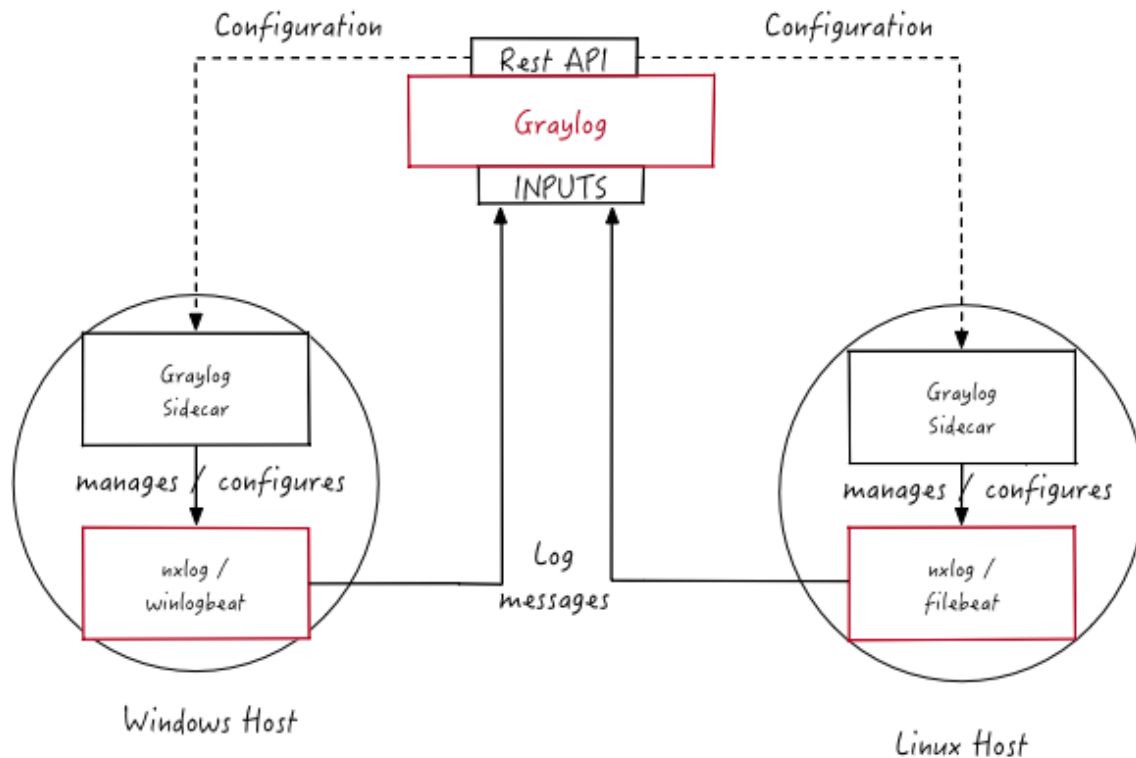 Configuration
Configuration
Rest API
Graylog
INPUTS
Graylog
Sidecar
manages / configures
nxlog /
winlogbeat
Windows Host
Log
messages
Graylog
Sidecar
manages / configures
nxlog /
filebeat
Linux Host